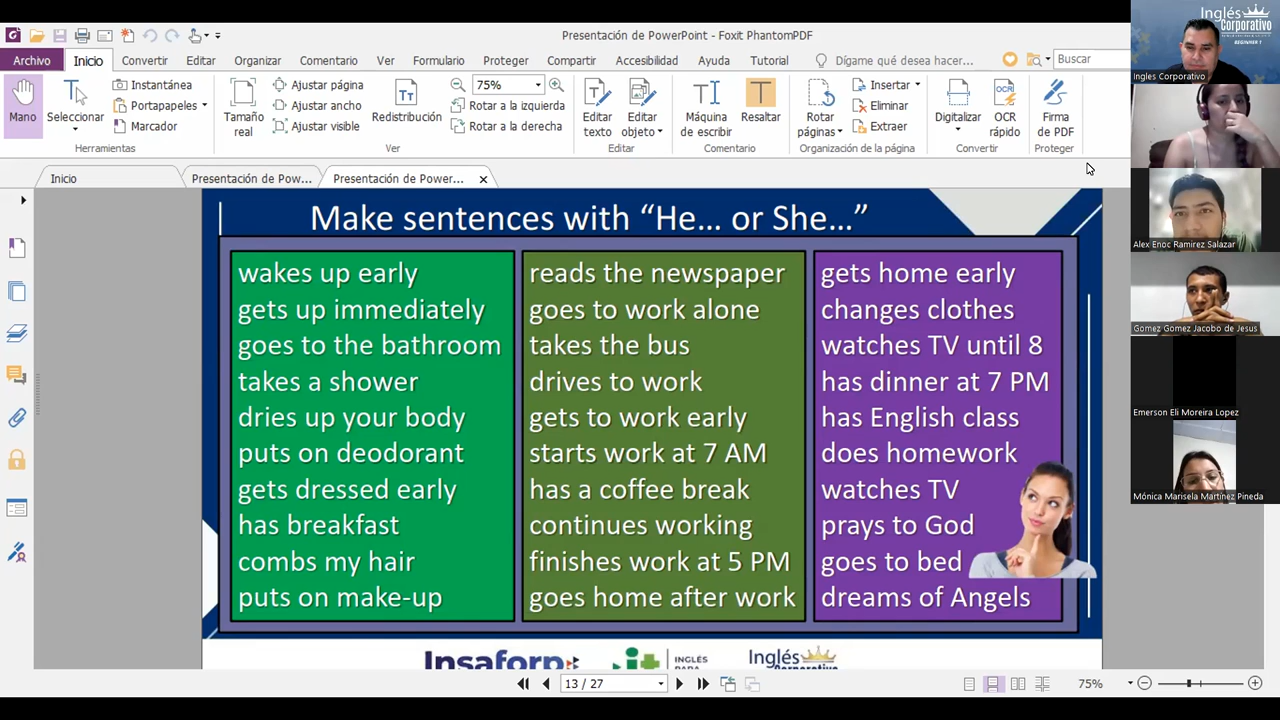 Presentación de PowerPoint - Foxit PhantomPDF
Archivo Inicio Convertir Editar Organizar Comentario Ver Formulario Proteger Compartir Accesibilidad Ayuda Tutorial Dígame qué desea hacer... Buscar
Mano
Seleccionar
Instantánea
Portapapeles
Marcador
Herramientas
Tamaño real
Ajustar página
Ajustar ancho
Ajustar visible
Redistribución
75%
Rotar a la izquierda
Rotar a la derecha
Ver
Editar texto
Editar objeto
Editar
Máquina de escribir
Resaltar
Comentario
Rotar páginas
Insertar
Eliminar
Extraer
Organización de la página
Digitalizar
OCR rápido
Convertir
Firma de PDF
Proteger
Inicio
Presentación de Pow...
Presentación de Power...
Make sentences with “He... or She...”
wakes up early
gets up immediately
goes to the bathroom
takes a shower
dries up your body
puts on deodorant
gets dressed early
has breakfast
combs my hair
puts on make-up
reads the newspaper
goes to work alone
takes the bus
drives to work
gets to work early
starts work at 7 AM
has a coffee break
continues working
finishes work at 5 PM
goes home after work
gets home early
changes clothes
watches TV until 8
has dinner at 7 PM
has English class
does homework
watches TV
prays to God
goes to bed
dreams of Angels
Insaforp
INGLÉS
Inglés
13 / 27
75%
Inglés
Corporativo
BEGINNER 1
Ingles Corporativo
Alex Enoc Ramirez Salazar
Gomez Gomez Jacobo de Jesus
Emerson Eli Moreira Lopez
Mónica Marisela Martínez Pineda